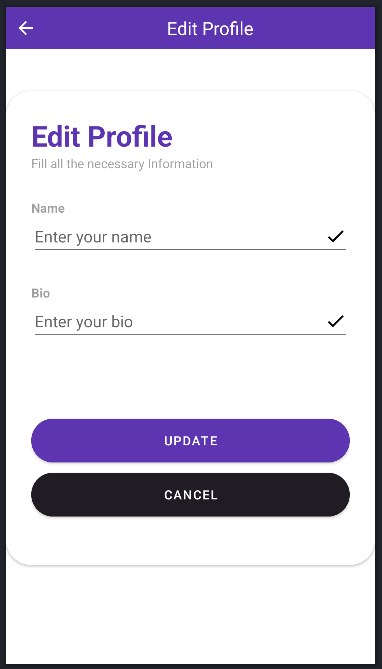 Edit Profile
Edit Profile
Fill all the necessary Information
Name
Enter your name
Bio
Enter your bio
UPDATE
CANCEL